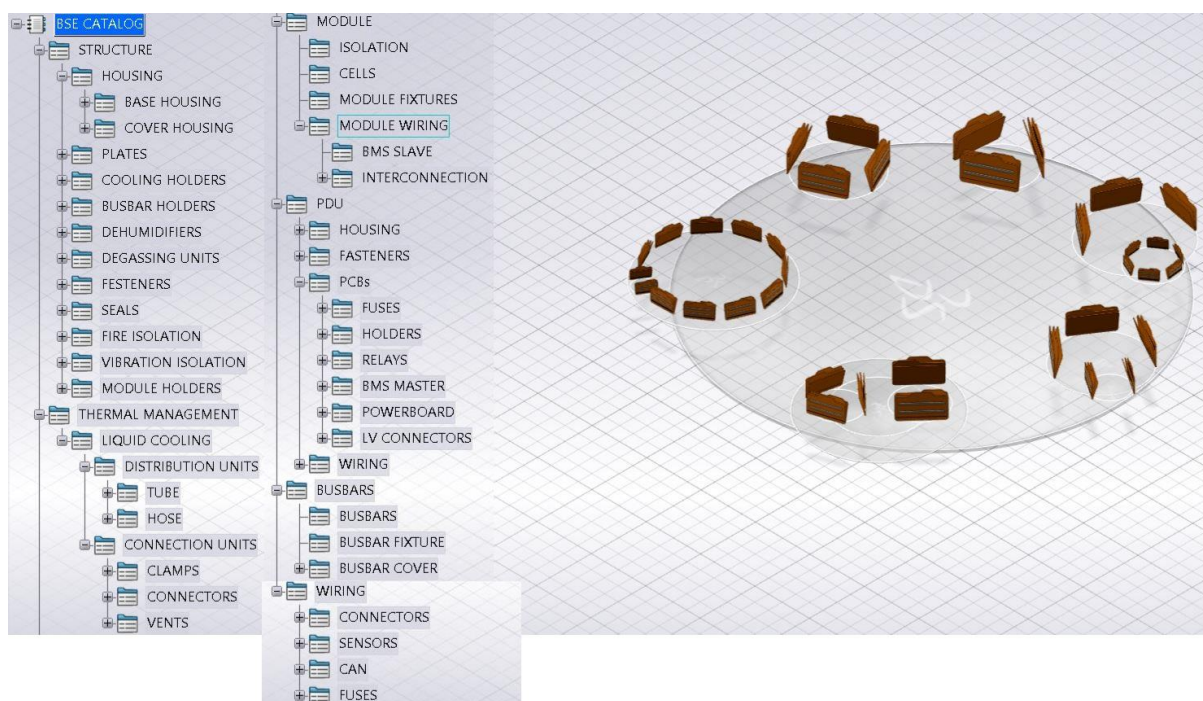 BSE CATALOG
STRUCTURE
HOUSING
BASE HOUSING
COVER HOUSING
PLATES
COOLING HOLDERS
BUSBAR HOLDERS
DEHUMIDIFIERS
DEGASSING UNITS
FESTENERS
SEALS
FIRE ISOLATION
VIBRATION ISOLATION
MODULE HOLDERS
THERMAL MANAGEMENT
LIQUID COOLING
DISTRIBUTION UNITS
TUBE
HOSE
CONNECTION UNITS
CLAMPS
CONNECTORS
VENTS
MODULE
ISOLATION
CELLS
MODULE FIXTURES
MODULE WIRING
BMS SLAVE
INTERCONNECTION
PDU
HOUSING
FASTENERS
PCBs
FUSES
HOLDERS
RELAYS
BMS MASTER
POWERBOARD
LV CONNECTORS
WIRING
BUSBARS
BUSBARS
BUSBAR FIXTURE
BUSBAR COVER
WIRING
CONNECTORS
SENSORS
CAN
FUSES